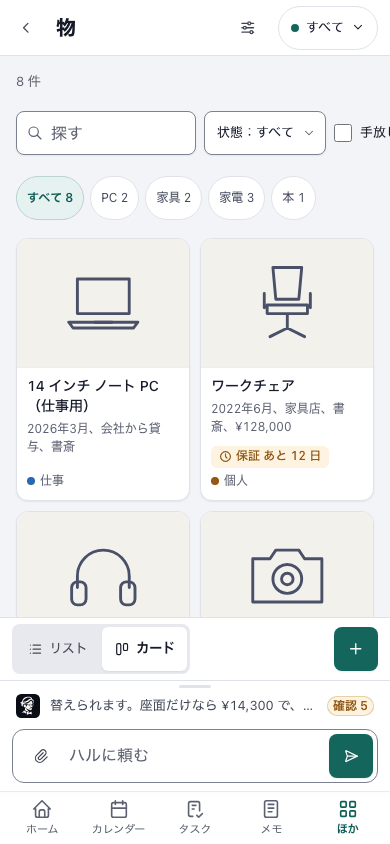 物
すべて
8 件
探す
状態：すべて
手放
すべて 8
PC 2
家具 2
家電 3
本 1
14 インチ ノート PC
（仕事用）
2026年3月、会社から貸
与、書斎
仕事
ワークチェア
2022年6月、家具店、書
斎、¥128,000
保証 あと 12 日
個人
リスト
カード
替えられます。座面だけなら ¥14,300 で、...
確認 5
ハルに頼む
ホーム
カレンダー
タスク
メモ
ほか